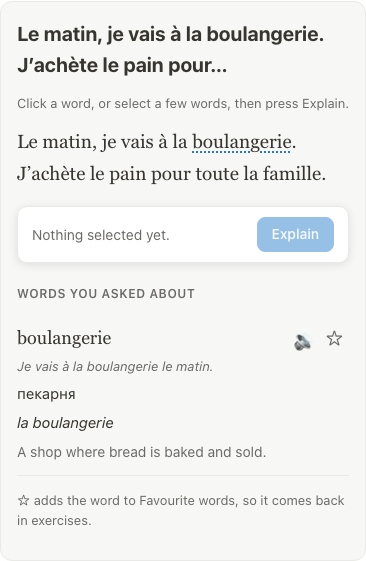 Le matin, je vais à la boulangerie.
J’achète le pain pour...
Click a word, or select a few words, then press Explain.
Le matin, je vais à la boulangerie.
J’achète le pain pour toute la famille.
Nothing selected yet.
Explain
WORDS YOU ASKED ABOUT
boulangerie
Je vais à la boulangerie le matin.
пекарня
la boulangerie
A shop where bread is baked and sold.
☆ adds the word to Favourite words, so it comes back
in exercises.